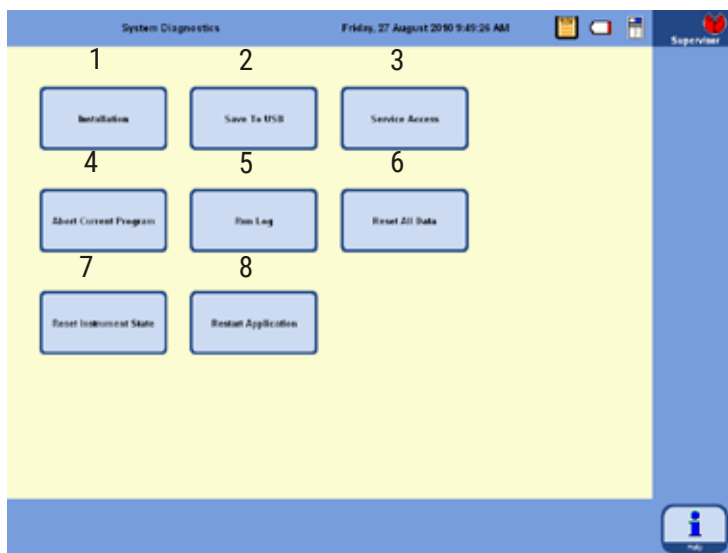 System Diagnostics Friday, 27 August 2010 9:49:26 AM Supervisor
1 2 3
Installation Save To USB Service Access
4 5 6
Abort Current Program Run Log Reset All Data
7 8
Reset Instrument State Restart Application
Help